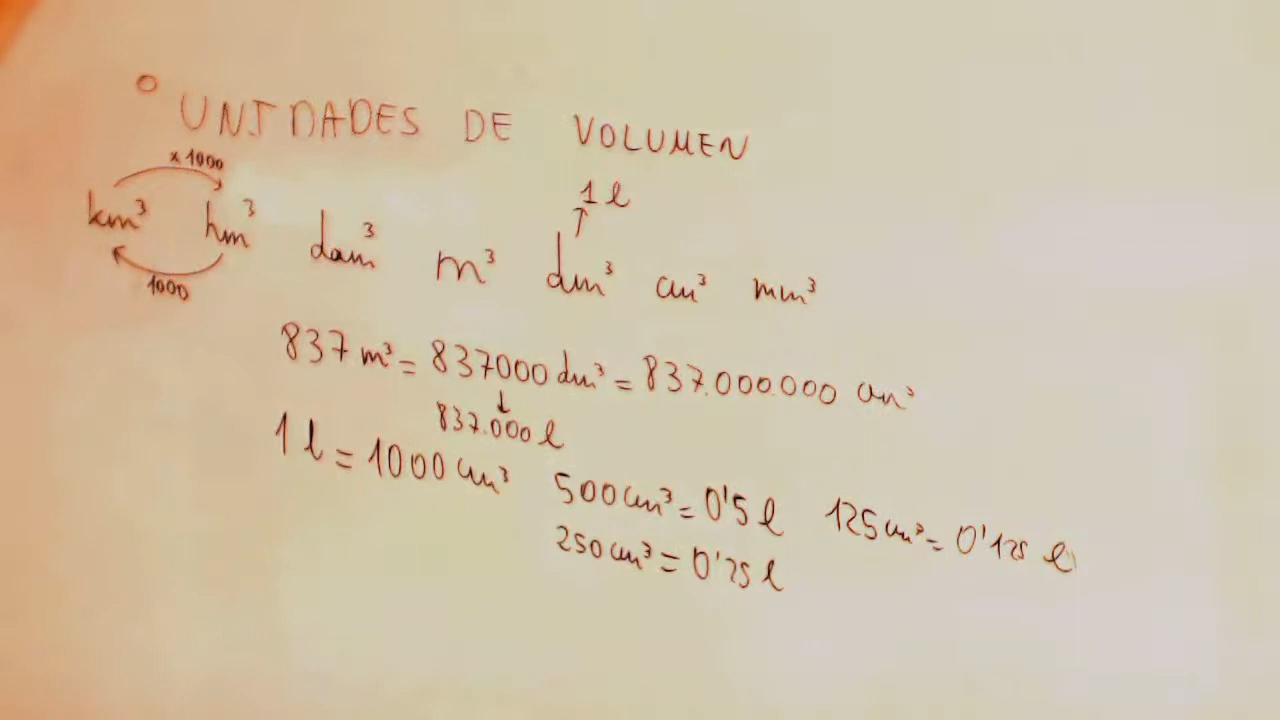 ° UNIDADES DE VOLUMEN
x 1000
1 l
↑
km³ hm³ dam³ m³ dm³ cm³ mm³
1000
837 m³ = 837000 dm³ = 837.000.000 cm³
↓
837.000 l
1 l = 1000 cm³ 500 cm³ = 0'5 l 125 cm³ = 0'125 l
250 cm³ = 0'25 l